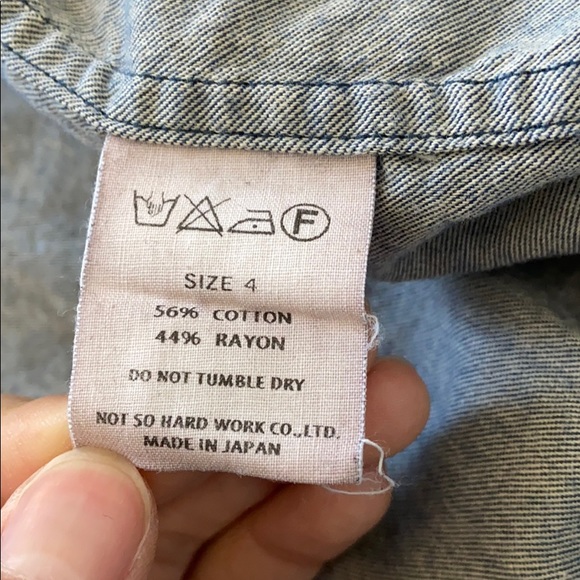 F
SIZE 4
56% COTTON
44% RAYON
DO NOT TUMBLE DRY
NOT SO HARD WORK CO.,LTD.
MADE IN JAPAN